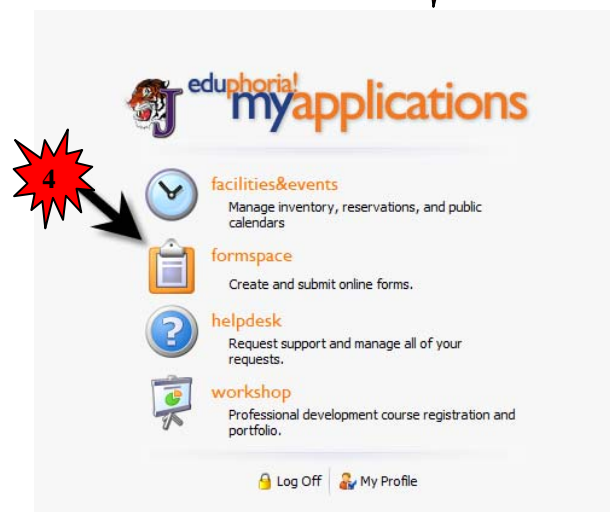 J eduphoria!
myapplications
4
facilities&events
Manage inventory, reservations, and public
calendars
formspace
Create and submit online forms.
helpdesk
Request support and manage all of your
requests.
workshop
Professional development course registration and
portfolio.
Log Off My Profile